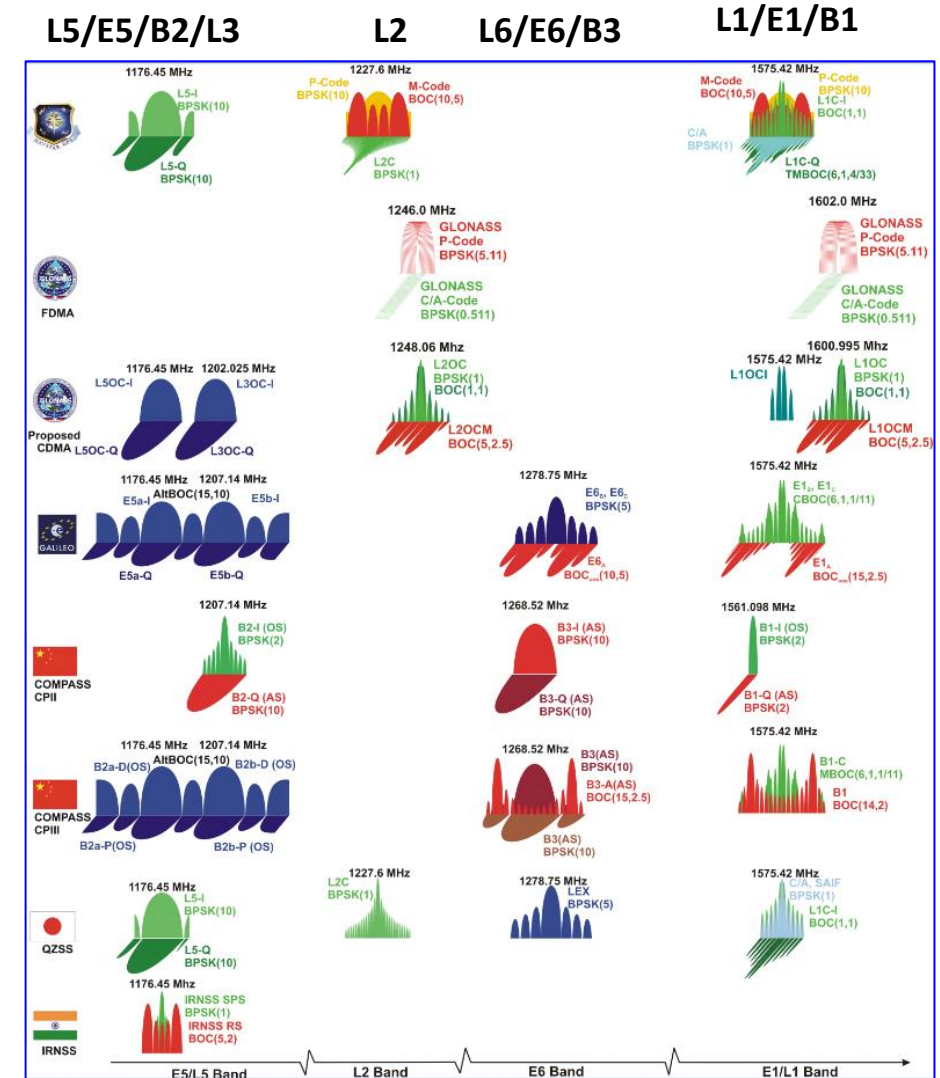 L5/E5/B2/L3
L2
L6/E6/B3
L1/E1/B1
1176.45 MHz
L5-I
BPSK(10)
L5-Q
BPSK(10)
1227.6 MHz
P-Code
BPSK(10)
M-Code
BOC(10,5)
L2C
BPSK(1)
1575.42 MHz
M-Code
BOC(10,5)
P-Code
BPSK(10)
L1C-I
BOC(1,1)
C/A
BPSK(1)
L1C-Q
TMBOC(6,1,4/33)
GLONASS
FDMA
1246.0 MHz
GLONASS
P-Code
BPSK(5.11)
GLONASS
C/A-Code
BPSK(0.511)
1602.0 MHz
GLONASS
P-Code
BPSK(5.11)
GLONASS
C/A-Code
BPSK(0.511)
GLONASS
Proposed
CDMA
1176.45 MHz
1202.025 MHz
L5OC-I
L3OC-I
L5OC-Q
L3OC-Q
1248.06 Mhz
L2OC
BPSK(1)
BOC(1,1)
L2OCM
BOC(5,2.5)
1600.995 Mhz
1575.42 MHz
L1OCI
L1OC
BPSK(1)
BOC(1,1)
L1OCM
BOC(5,2.5)
GALILEO
1176.45 MHz
1207.14 MHz
AltBOC(15,10)
E5a-I
E5b-I
E5a-Q
E5b-Q
1278.75 MHz
E6B, E6C
BPSK(5)
E6A
BOCcos(10,5)
1575.42 MHz
E1B, E1C
CBOC(6,1,1/11)
E1A
BOCcos(15,2.5)
COMPASS
CPII
1207.14 MHz
B2-I (OS)
BPSK(2)
B2-Q (AS)
BPSK(10)
1268.52 Mhz
B3-I (AS)
BPSK(10)
B3-Q (AS)
BPSK(10)
1561.098 MHz
B1-I (OS)
BPSK(2)
B1-Q (AS)
BPSK(2)
COMPASS
CPIII
1176.45 MHz
1207.14 MHz
B2a-D(OS)
AltBOC(15,10)
B2b-D (OS)
B2a-P(OS)
B2b-P (OS)
1268.52 Mhz
B3(AS)
BPSK(10)
B3-A(AS)
BOC(15,2.5)
B3(AS)
BPSK(10)
1575.42 MHz
B1-C
MBOC(6,1,1/11)
B1
BOC(14,2)
QZSS
1176.45 MHz
L5-I
BPSK(10)
L5-Q
BPSK(10)
1227.6 MHz
L2C
BPSK(1)
1278.75 MHz
LEX
BPSK(5)
1575.42 MHz
C/A, SAIF
BPSK(1)
L1C-I
BOC(1,1)
IRNSS
1176.45 Mhz
IRNSS SPS
BPSK(1)
IRNSS RS
BOC(5,2)
E5/L5 Band
L2 Band
E6 Band
E1/L1 Band